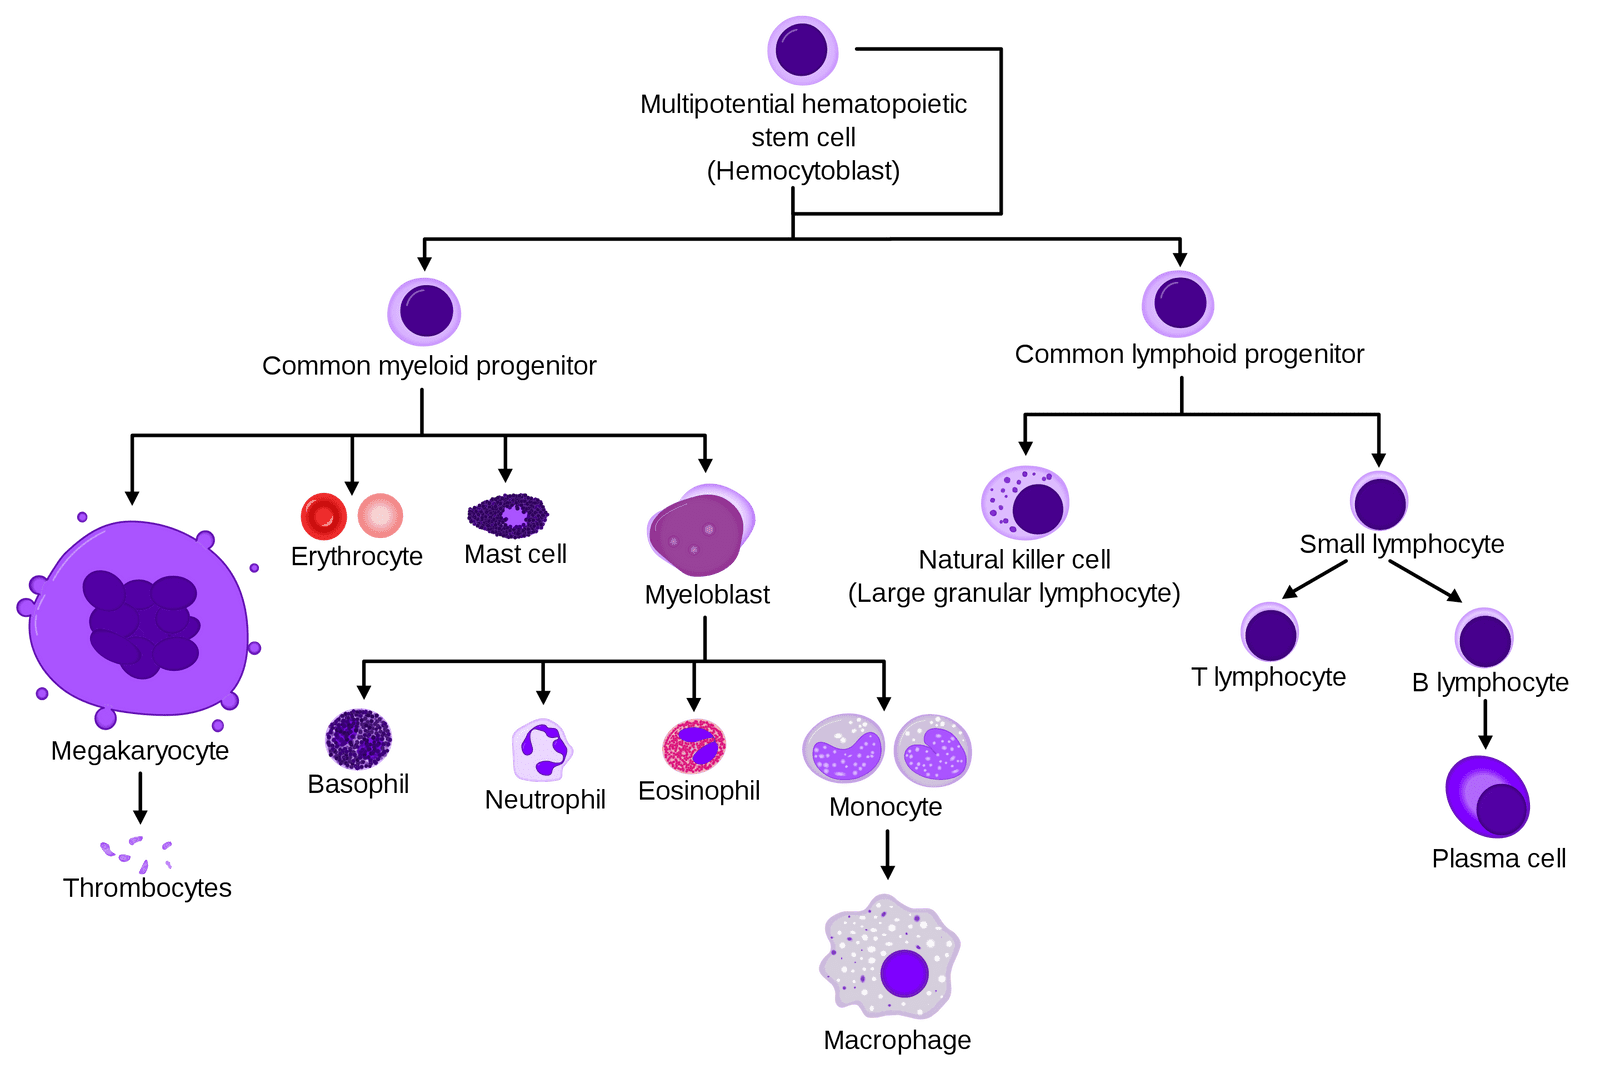 Multipotential hematopoietic
stem cell
(Hemocytoblast)
Common myeloid progenitor
Common lymphoid progenitor
Megakaryocyte
Erythrocyte
Mast cell
Myeloblast
Natural killer cell
(Large granular lymphocyte)
Small lymphocyte
T lymphocyte
B lymphocyte
Thrombocytes
Basophil
Neutrophil
Eosinophil
Monocyte
Plasma cell
Macrophage